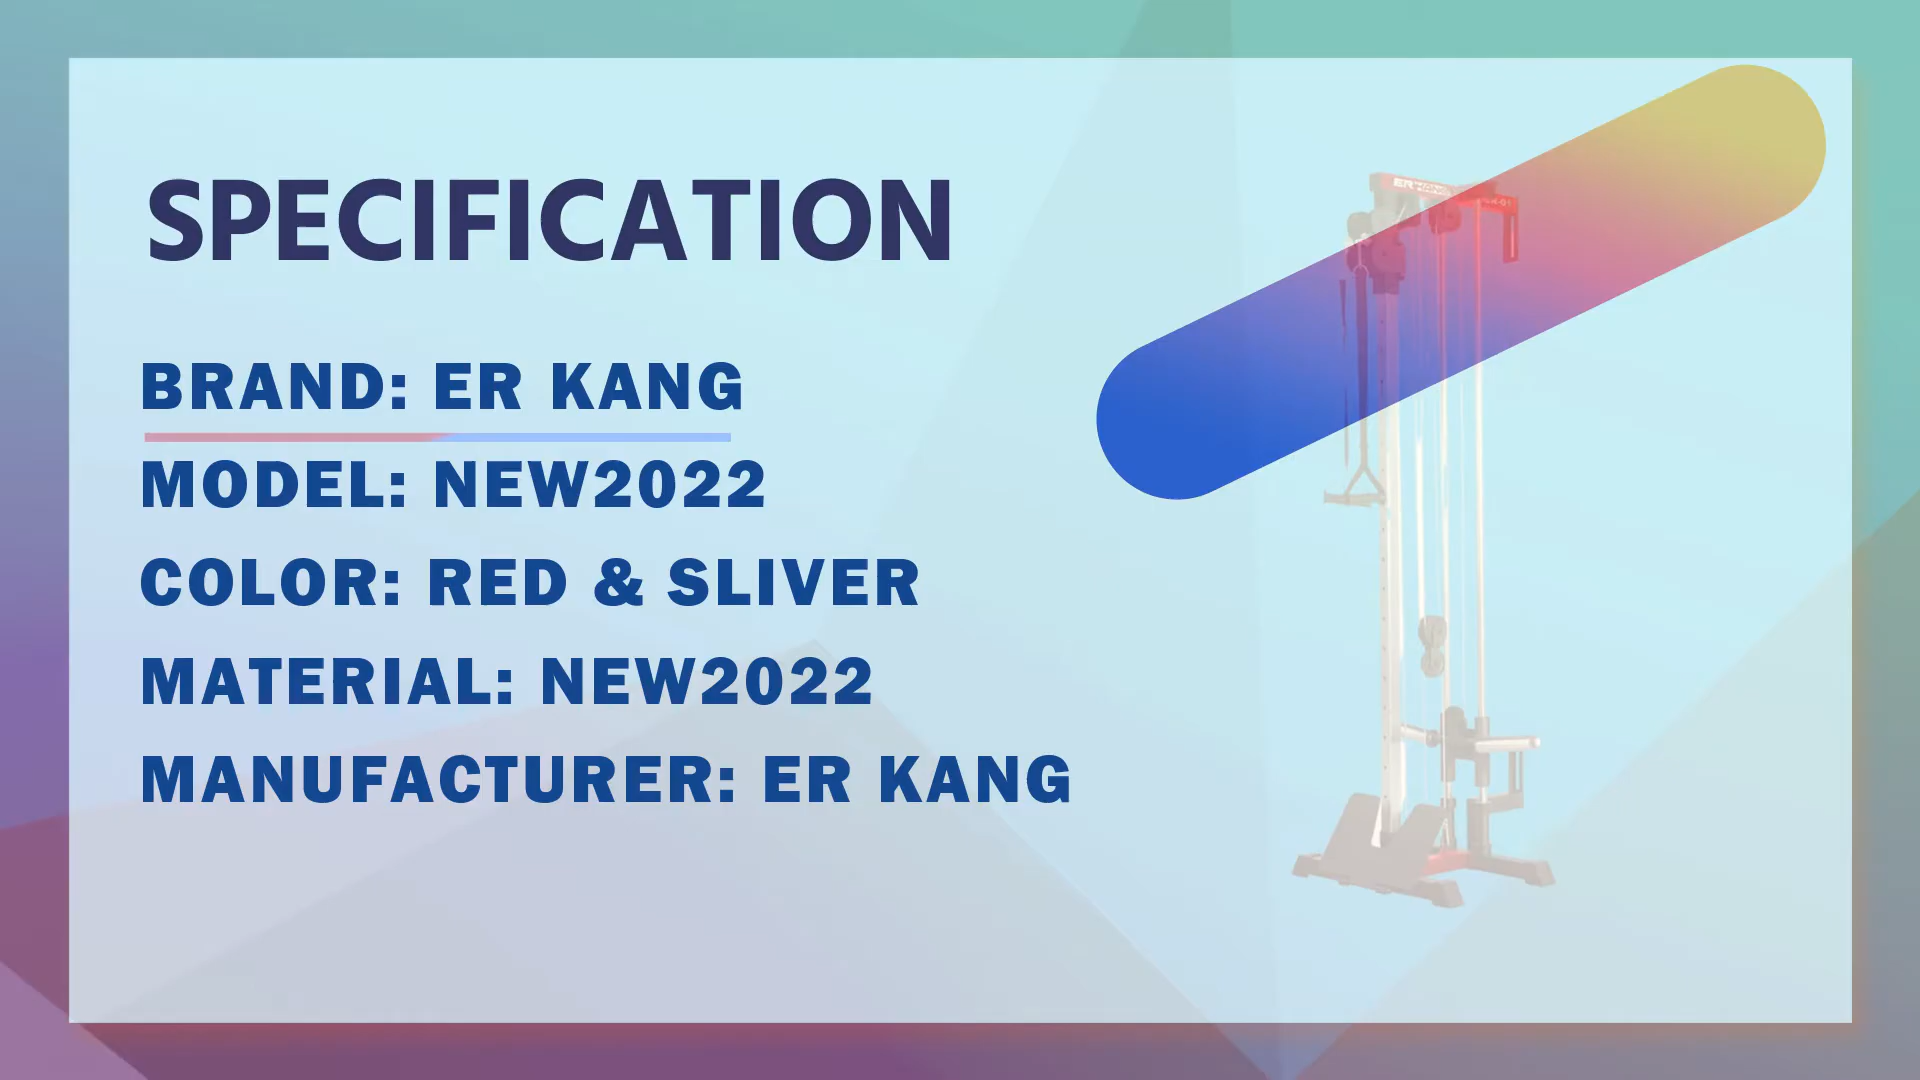 SPECIFICATION
BRAND: ER KANG
MODEL: NEW2022
COLOR: RED & SLIVER
MATERIAL: NEW2022
MANUFACTURER: ER KANG